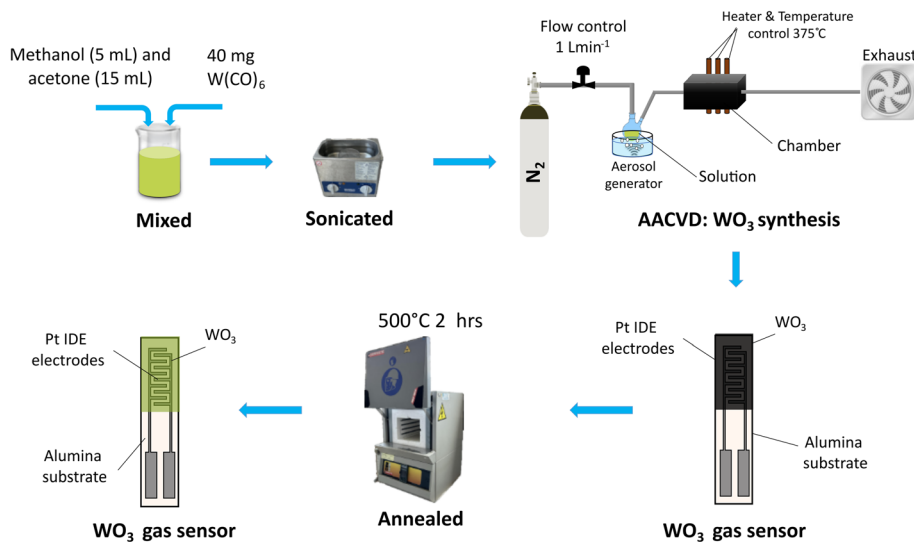 Methanol (5 mL) and
acetone (15 mL)
40 mg
W(CO)₆
Mixed
Sonicated
Flow control
1 Lmin⁻¹
Heater & Temperature
control 375°C
Exhaust
N₂
Aerosol
generator
Solution
Chamber
AACVD: WO₃ synthesis
Pt IDE
electrodes
WO₃
Alumina
substrate
WO₃ gas sensor
500°C 2 hrs
Annealed
Pt IDE
electrodes
WO₃
Alumina
substrate
WO₃ gas sensor